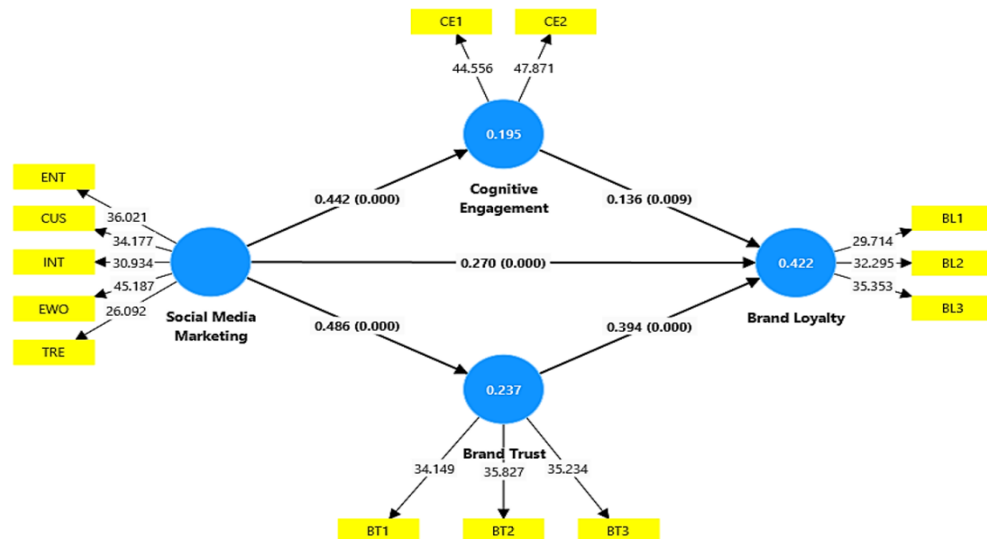 CE1
CE2
44.556
47.871
0.195
Cognitive
Engagement
ENT
CUS
INT
EWO
TRE
36.021
34.177
30.934
45.187
26.092
Social Media
Marketing
0.442 (0.000)
0.136 (0.009)
0.270 (0.000)
0.486 (0.000)
0.394 (0.000)
0.422
Brand Loyalty
29.714
32.295
35.353
BL1
BL2
BL3
0.237
Brand Trust
34.149
35.827
35.234
BT1
BT2
BT3